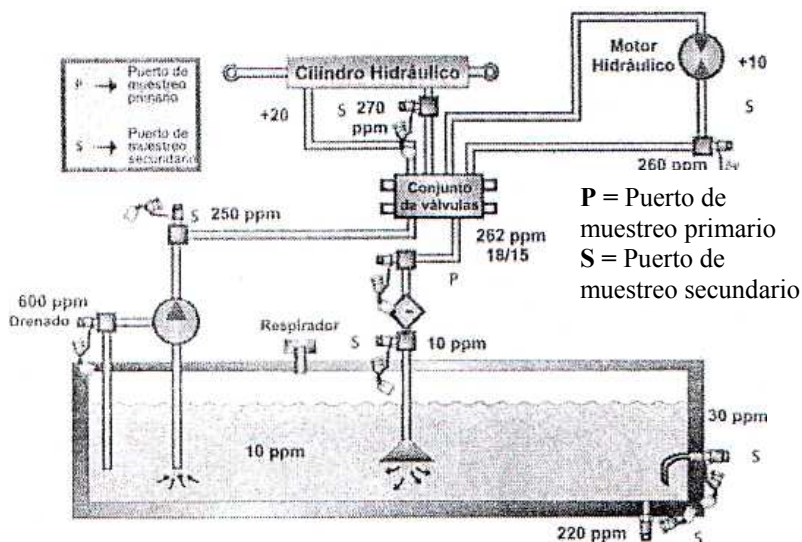 P → Puerto de
muestreo
primario
S → Puerto de
muestreo
secundario
Cilindro Hidráulico
+20
S 270
ppm
Motor
Hidráulico
+10
S
260 ppm
Conjunto
de válvulas
P = Puerto de
muestreo primario
S = Puerto de
muestreo secundario
S 250 ppm
262 ppm
18/15
P
600 ppm
Drenado
Respirador
S
10 ppm
30 ppm
10 ppm
S
220 ppm
S